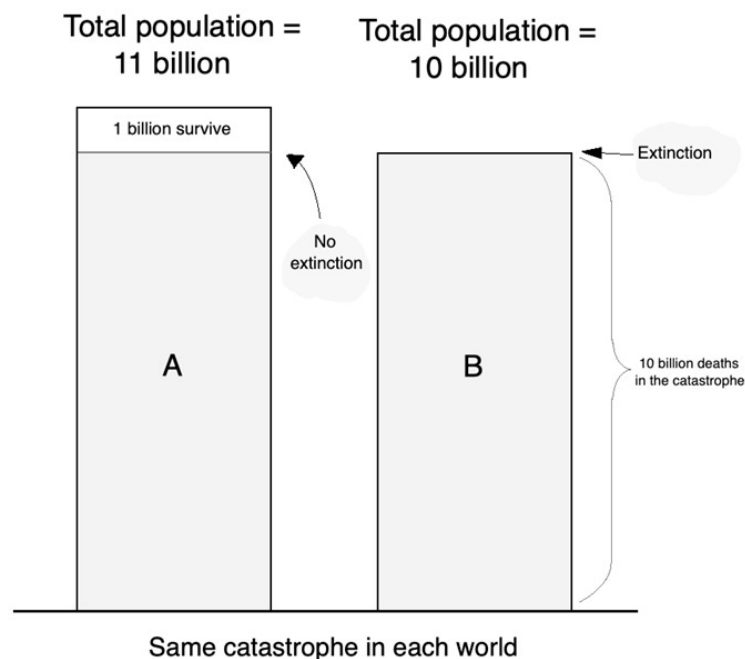 Total population =
11 billion
Total population =
10 billion
1 billion survive
Extinction
No
extinction
A
B
10 billion deaths
in the catastrophe
Same catastrophe in each world